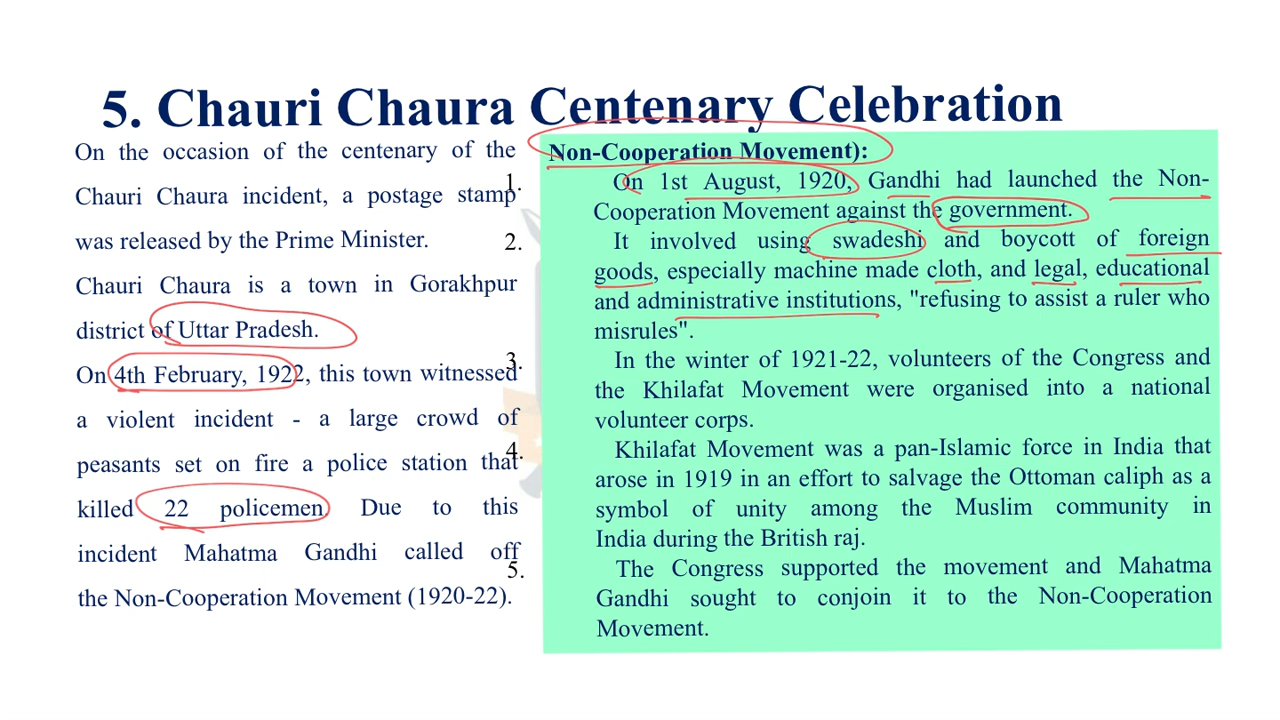 5. Chauri Chaura Centenary Celebration
On the occasion of the centenary of the
Chauri Chaura incident, a postage stamp
was released by the Prime Minister.
Chauri Chaura is a town in Gorakhpur
district of Uttar Pradesh.
On 4th February, 1922, this town witnessed
a violent incident - a large crowd of
peasants set on fire a police station that
killed 22 policemen. Due to this
incident Mahatma Gandhi called off
the Non-Cooperation Movement (1920-22).
Non-Cooperation Movement):
1. On 1st August, 1920, Gandhi had launched the Non-
Cooperation Movement against the government.
2. It involved using swadeshi and boycott of foreign
goods, especially machine made cloth, and legal, educational
and administrative institutions, "refusing to assist a ruler who
misrules".
3. In the winter of 1921-22, volunteers of the Congress and
the Khilafat Movement were organised into a national
volunteer corps.
4. Khilafat Movement was a pan-Islamic force in India that
arose in 1919 in an effort to salvage the Ottoman caliph as a
symbol of unity among the Muslim community in
India during the British raj.
5. The Congress supported the movement and Mahatma
Gandhi sought to conjoin it to the Non-Cooperation
Movement.